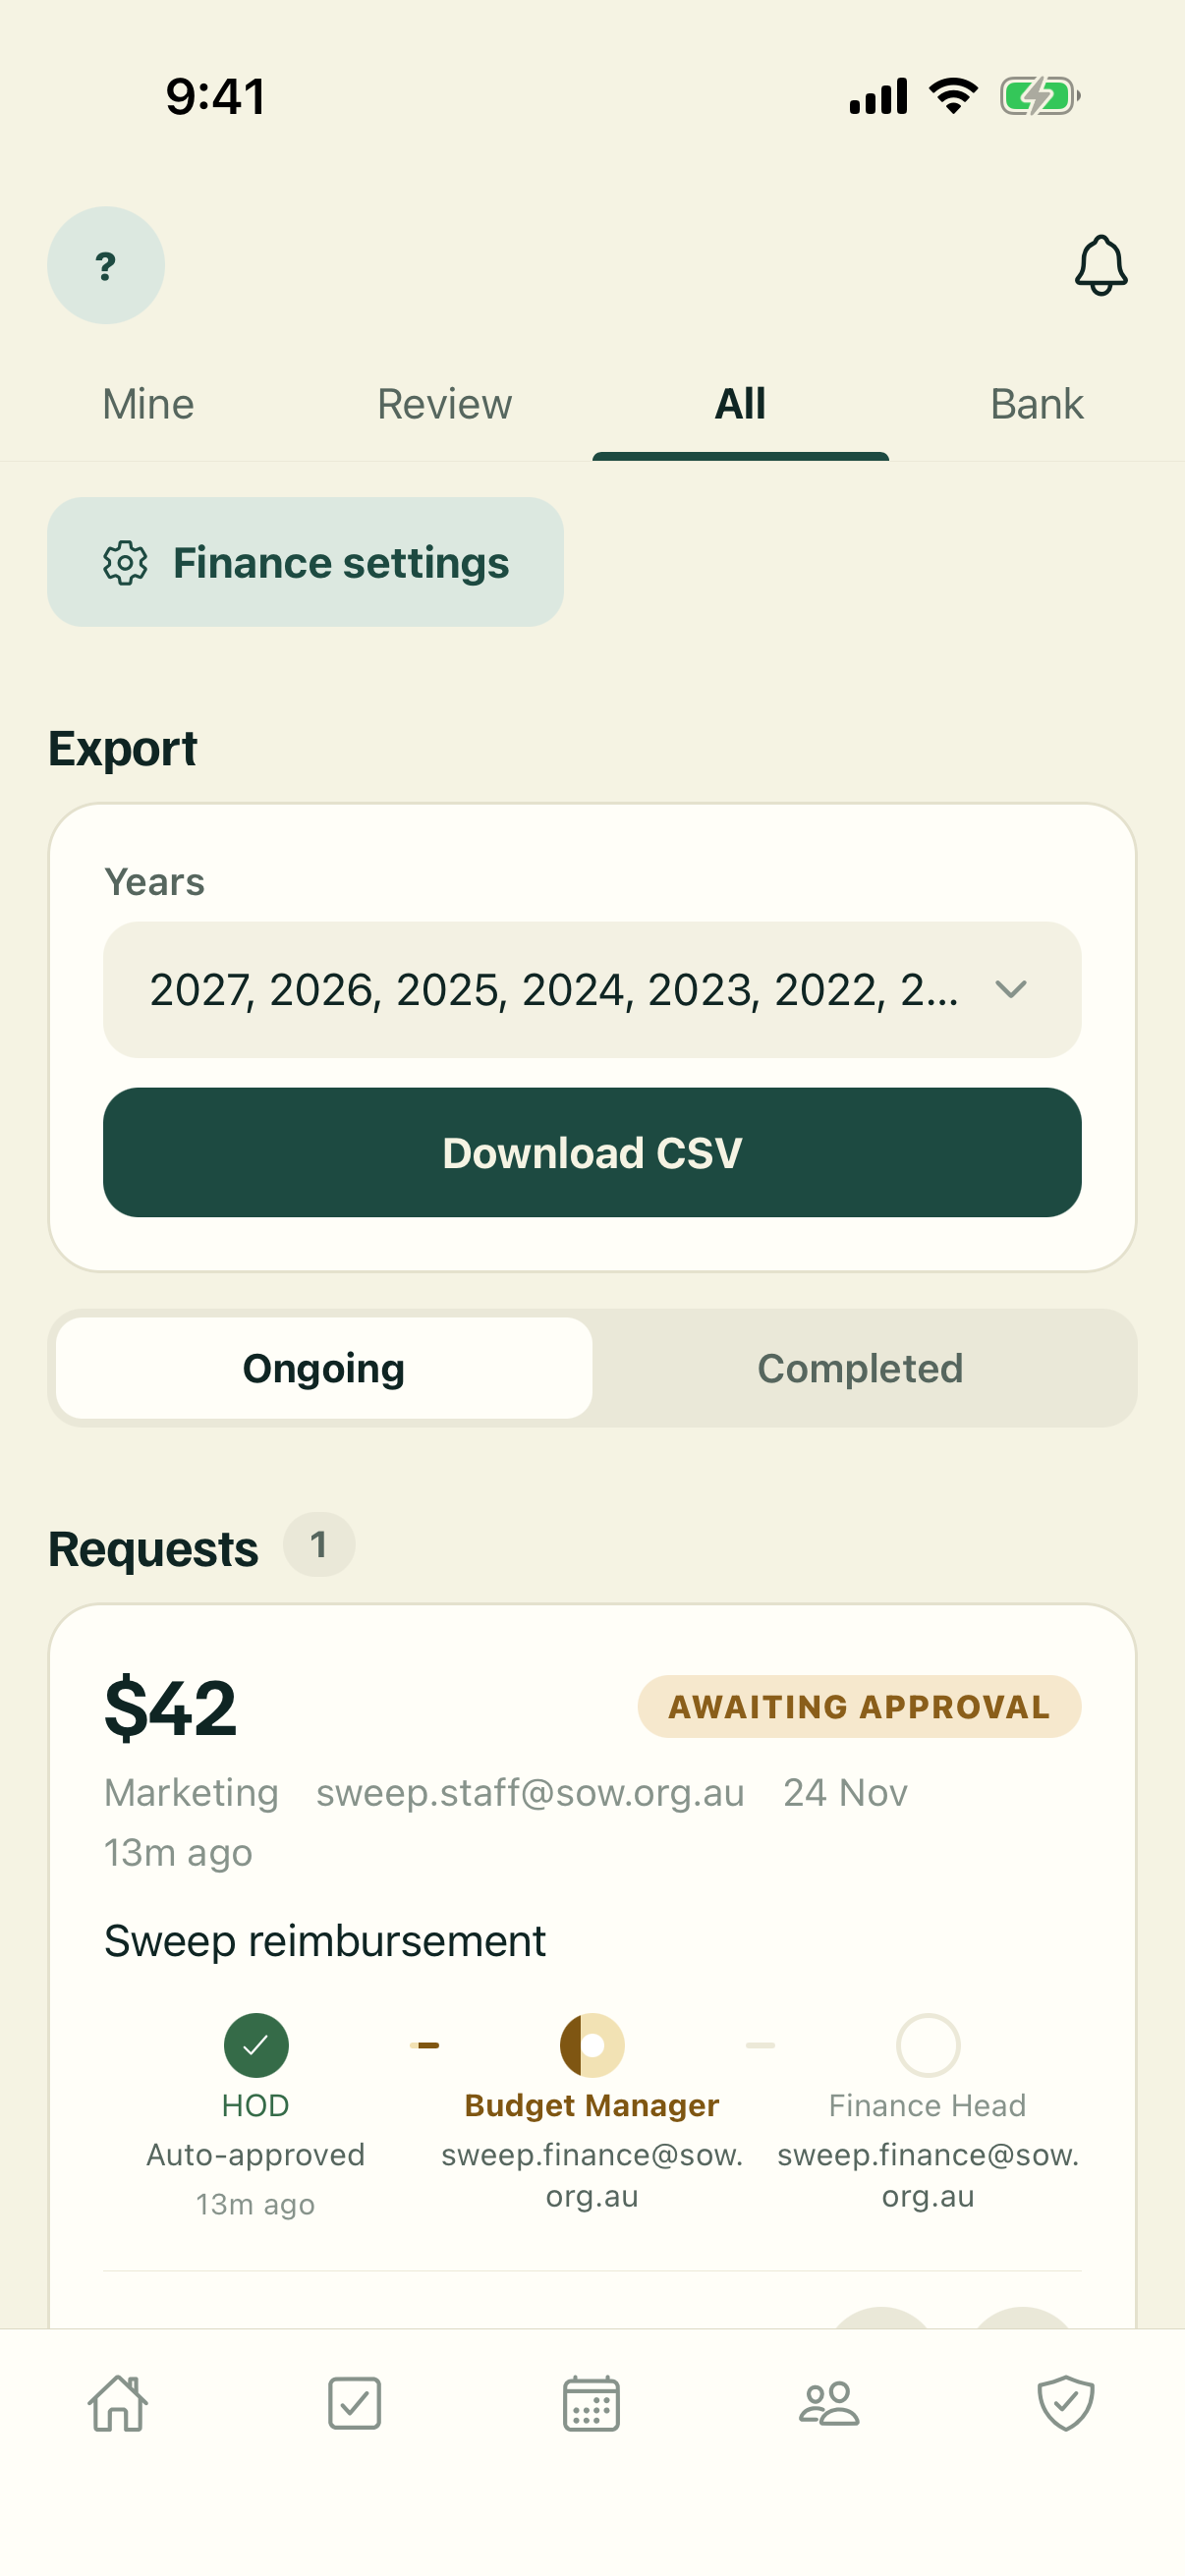 9:41
?
Mine Review All Bank
Finance settings
Export
Years
2027, 2026, 2025, 2024, 2023, 2022, 2...
Download CSV
Ongoing Completed
Requests 1
$42 AWAITING APPROVAL
Marketing sweep.staff@sow.org.au 24 Nov
13m ago
Sweep reimbursement
HOD Budget Manager Finance Head
Auto-approved sweep.finance@sow. sweep.finance@sow.
13m ago org.au org.au